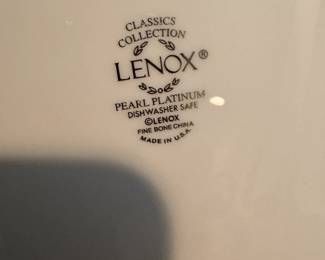 CLASSICS
COLLECTION
LENOX®
PEARL PLATINUM
DISHWASHER SAFE
©LENOX
FINE BONE CHINA
MADE IN U.S.A.